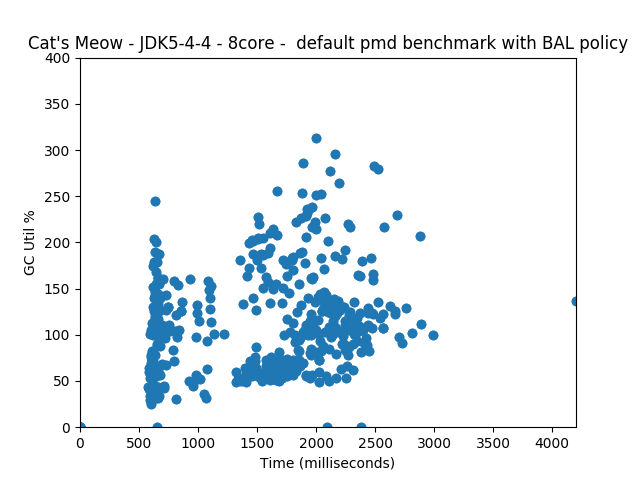 Cat's Meow - JDK5-4-4 - 8core -  default pmd benchmark with BAL policy
400
350
300
250
200
150
100
50
0
GC Util %
0 500 1000 1500 2000 2500 3000 3500 4000
Time (milliseconds)